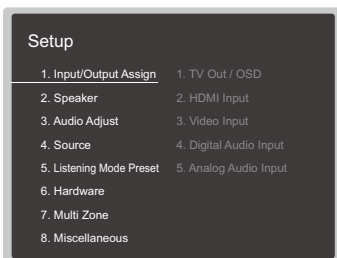 Setup
1. Input/Output Assign
2. Speaker
3. Audio Adjust
4. Source
5. Listening Mode Preset
6. Hardware
7. Multi Zone
8. Miscellaneous
1. TV Out / OSD
2. HDMI Input
3. Video Input
4. Digital Audio Input
5. Analog Audio Input